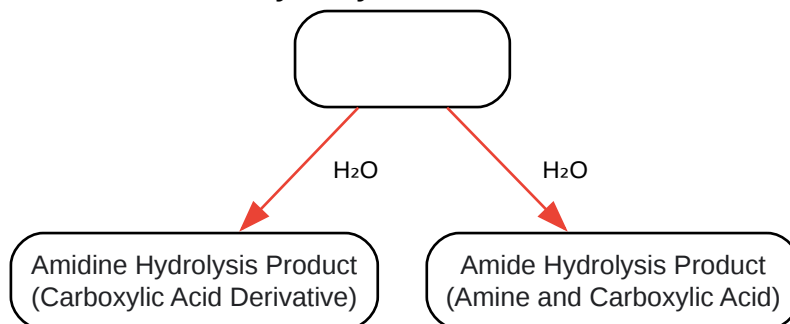 H₂O
H₂O
Amidine Hydrolysis Product
(Carboxylic Acid Derivative)
Amide Hydrolysis Product
(Amine and Carboxylic Acid)